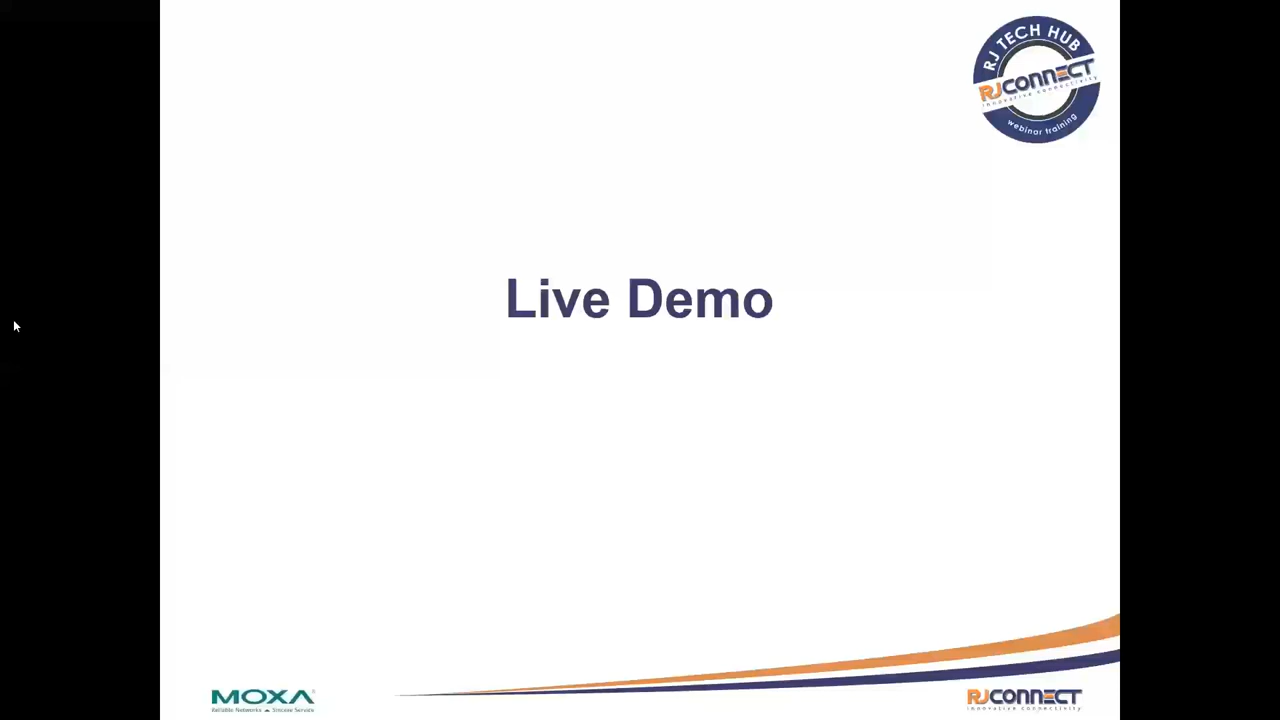 RJ TECH HUB
RJCONNECT
innovative connectivity
webinar training
Live Demo
MOXA®
Reliable Networks ▲ Sincere Service
RJCONNECT
innovative connectivity